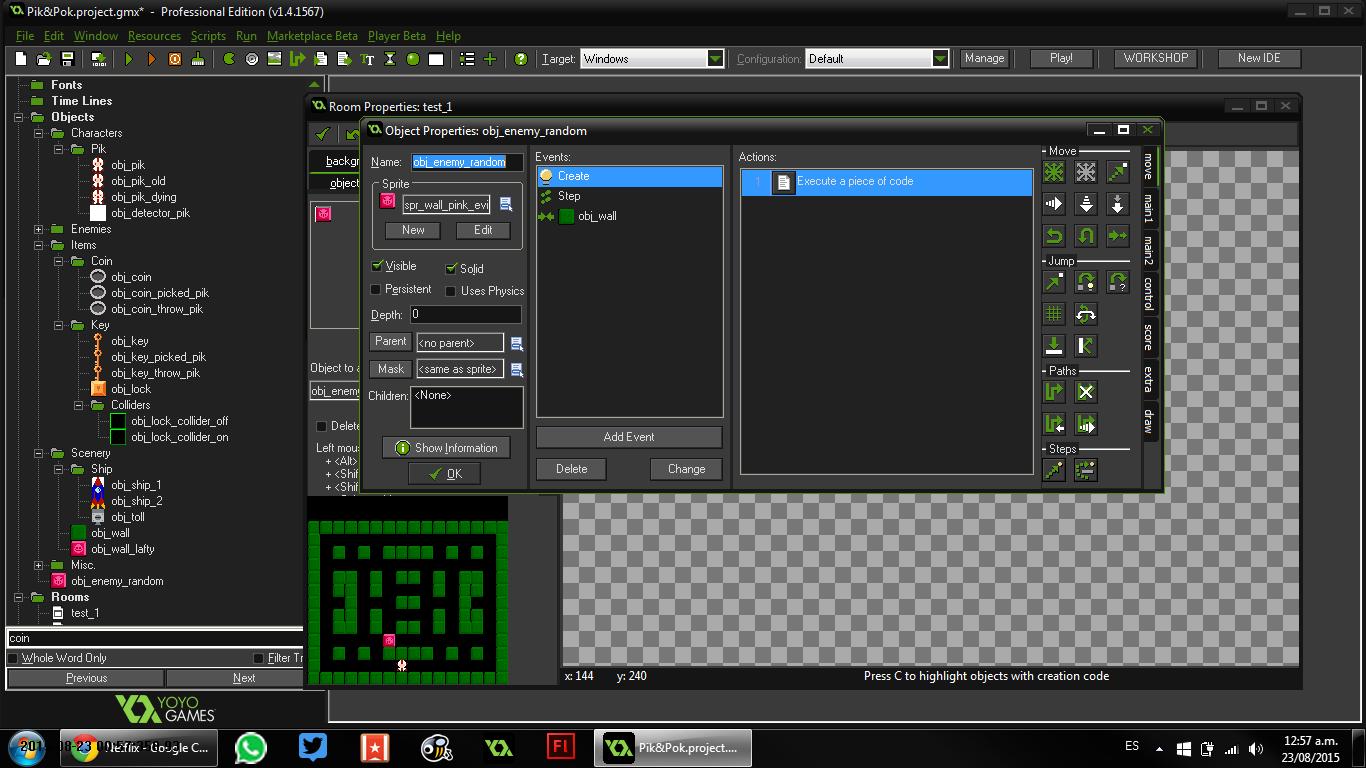 Pik&Pok.project.gmx* - Professional Edition (v1.4.1567)
File Edit Window Resources Scripts Run Marketplace Beta Player Beta Help
Target: Windows Configuration: Default Manage Play! WORKSHOP New IDE
Fonts
Time Lines
Objects
Characters
Pik
obj_pik
obj_pik_old
obj_pik_dying
obj_detector_pik
Enemies
Items
Coin
obj_coin
obj_coin_picked_pik
obj_coin_throw_pik
Key
obj_key
obj_key_picked_pik
obj_key_throw_pik
obj_lock
Colliders
obj_lock_collider_off
obj_lock_collider_on
Scenery
Ship
obj_ship_1
obj_ship_2
obj_toll
obj_wall
obj_wall_lafty
Misc.
obj_enemy_random
Rooms
test_1
coin
Whole Word Only Filter Tr
Previous Next
YOYO
GAMES
Room Properties: test_1
backgr
object
Object to a
obj_enemy
Delete
Left mous
+ <Alt>
+ <Shif
+ <Shif
Object Properties: obj_enemy_random
Name: obj_enemy_random
Sprite
spr_wall_pink_evi
New Edit
Visible Solid
Persistent Uses Physics
Depth: 0
Parent <no parent>
Mask <same as sprite>
Children: <None>
Show Information
OK
Events:
Create
Step
obj_wall
Add Event
Delete Change
Actions:
1 Execute a piece of code
Move
Jump
Paths
Steps
move
main1
main2
control
score
extra
draw
x: 144 y: 240 Press C to highlight objects with creation code
Netflix - Google C...
Fl
Pik&Pok.project....
ES
12:57 a.m.
23/08/2015